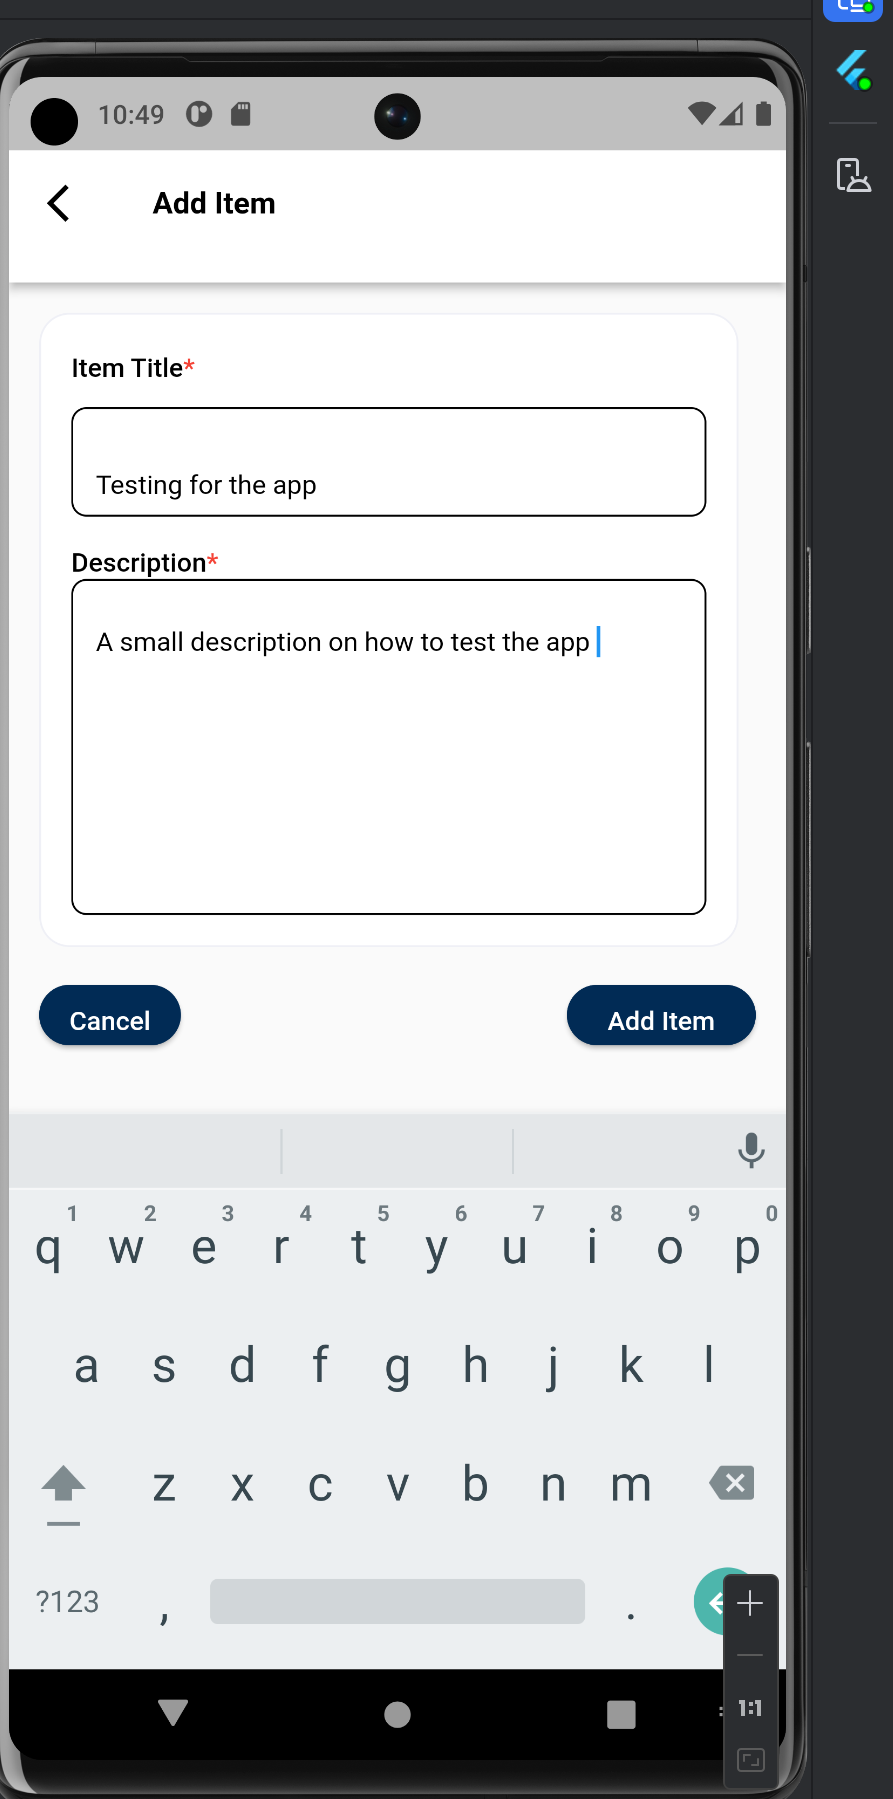 10:49
Add Item
Item Title*
Testing for the app
Description*
A small description on how to test the app
Cancel
Add Item
1 2 3 4 5 6 7 8 9 0
q w e r t y u i o p
a s d f g h j k l
z x c v b n m
?123 , .
1:1